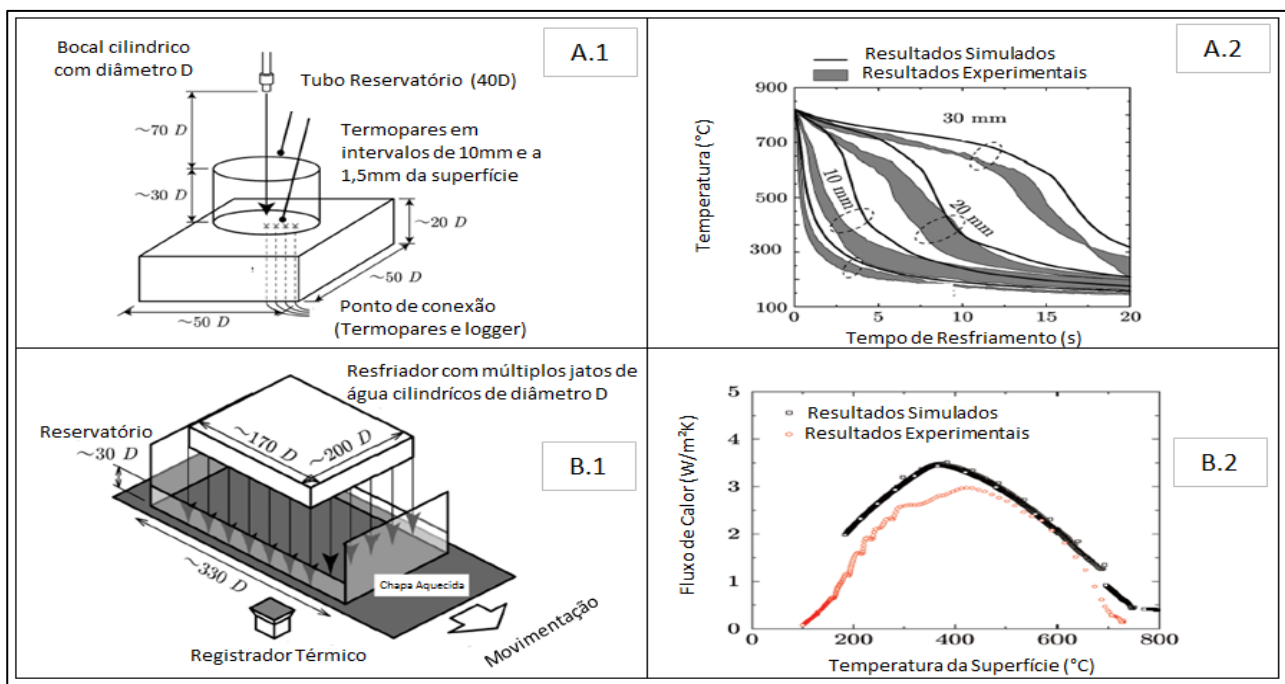 A.1
Bocal cilindrico
com diâmetro D
Tubo Reservatório (40D)
~70 D
Termopares em
intervalos de 10mm e a
1,5mm da superfície
~30 D
~20 D
~50 D
~50 D
Ponto de conexão
(Termopares e logger)
A.2
Resultados Simulados
Resultados Experimentais
Temperatura (°C)
900
700
500
300
100
30 mm
10 mm
20 mm
0
5
10
15
20
Tempo de Resfriamento (s)
B.1
Resfriador com múltiplos jatos de
água cilindrícos de diâmetro D
Reservatório
~30 D
~170 D
~200 D
~330 D
Chapa Aquecida
Registrador Térmico
Movimentação
B.2
Resultados Simulados
Resultados Experimentais
Fluxo de Calor (W/m²K)
5
4
3
2
1
0
0
200
400
600
800
Temperatura da Superfície (°C)